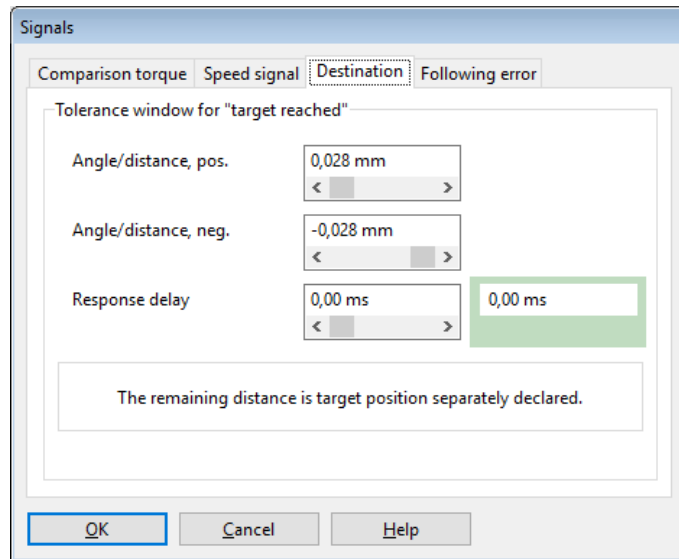 Signals
Comparison torque Speed signal Destination Following error
Tolerance window for "target reached"
Angle/distance, pos. 0,028 mm
Angle/distance, neg. -0,028 mm
Response delay 0,00 ms 0,00 ms
The remaining distance is target position separately declared.
OK Cancel Help